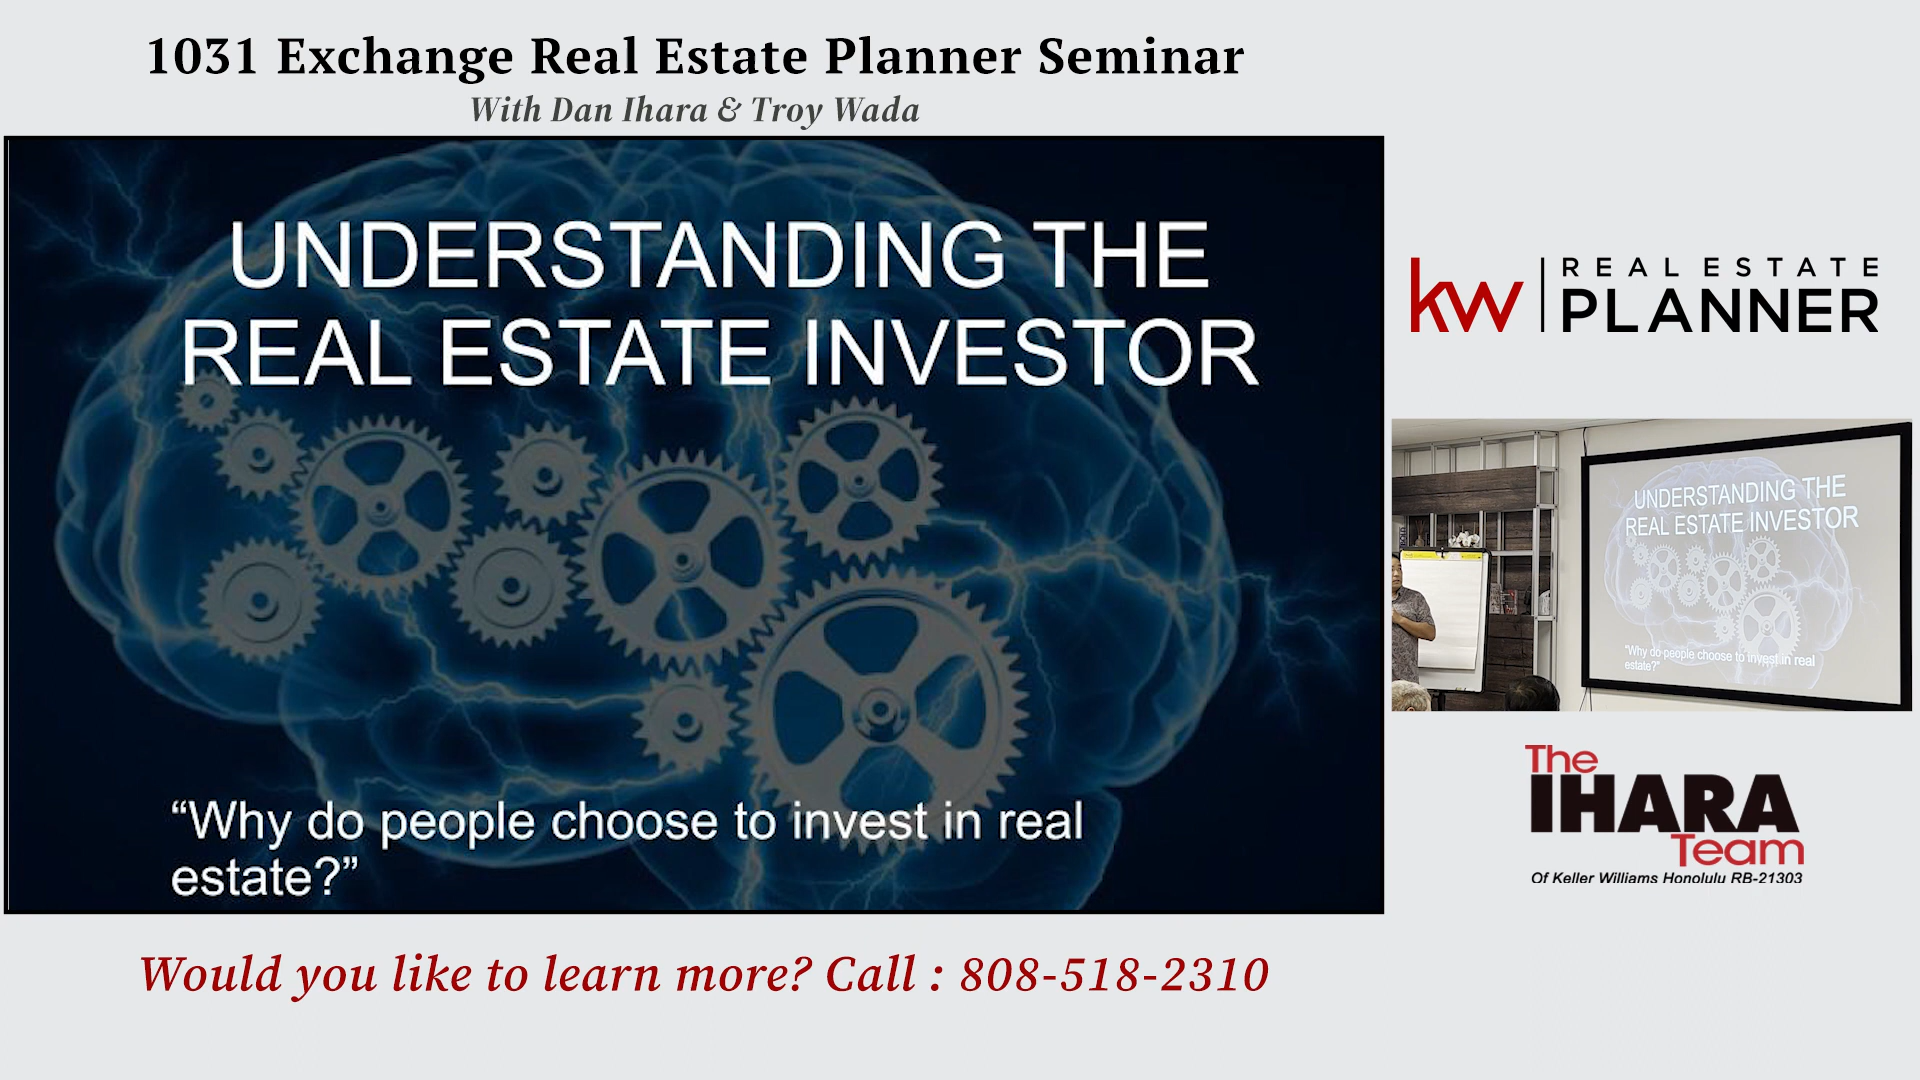 1031 Exchange Real Estate Planner Seminar
With Dan Ihara & Troy Wada
UNDERSTANDING THE
REAL ESTATE INVESTOR
“Why do people choose to invest in real
estate?”
kw REAL ESTATE
PLANNER
UNDERSTANDING THE
REAL ESTATE INVESTOR
“Why do people choose to invest in real
estate?”
The
IHARA
Team
Of Keller Williams Honolulu RB-21303
Would you like to learn more? Call : 808-518-2310